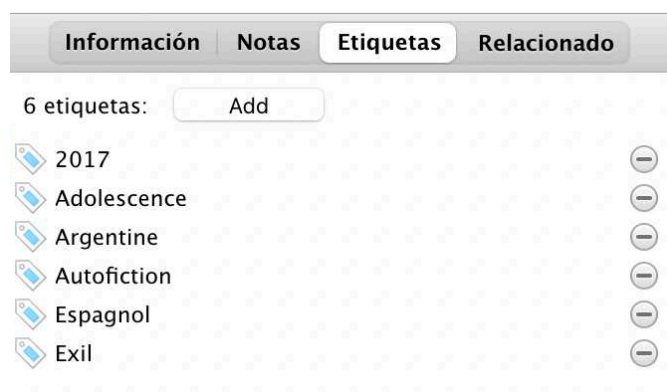 Información Notas Etiquetas Relacionado
6 etiquetas: Add
2017
Adolescence
Argentine
Autofiction
Espagnol
Exil